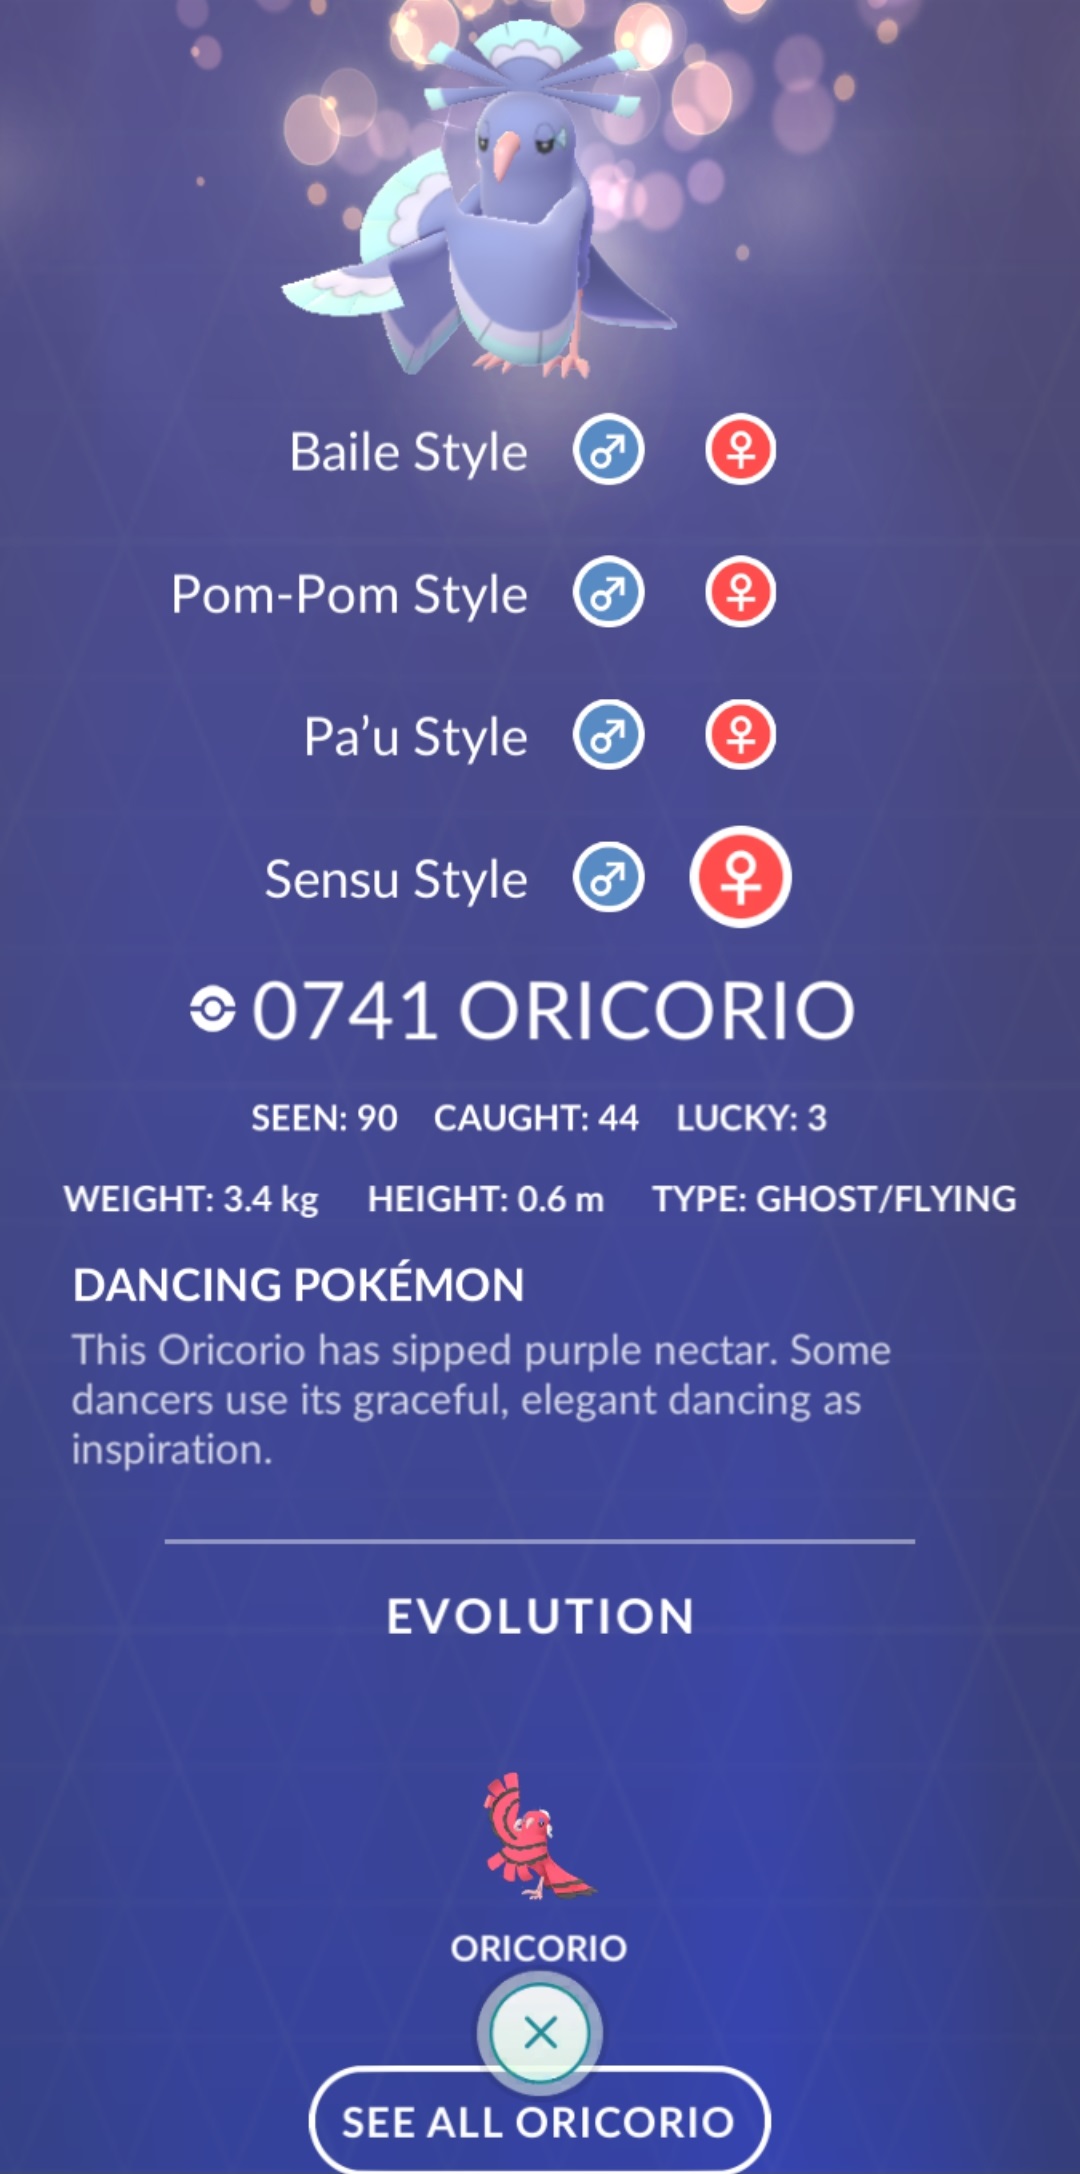 Baile Style ♂ ♀
Pom-Pom Style ♂ ♀
Pa’u Style ♂ ♀
Sensu Style ♂ ♀
0741 ORICORIO
SEEN: 90 CAUGHT: 44 LUCKY: 3
WEIGHT: 3.4 kg HEIGHT: 0.6 m TYPE: GHOST/FLYING
DANCING POKÉMON
This Oricorio has sipped purple nectar. Some
dancers use its graceful, elegant dancing as
inspiration.
EVOLUTION
ORICORIO
SEE ALL ORICORIO